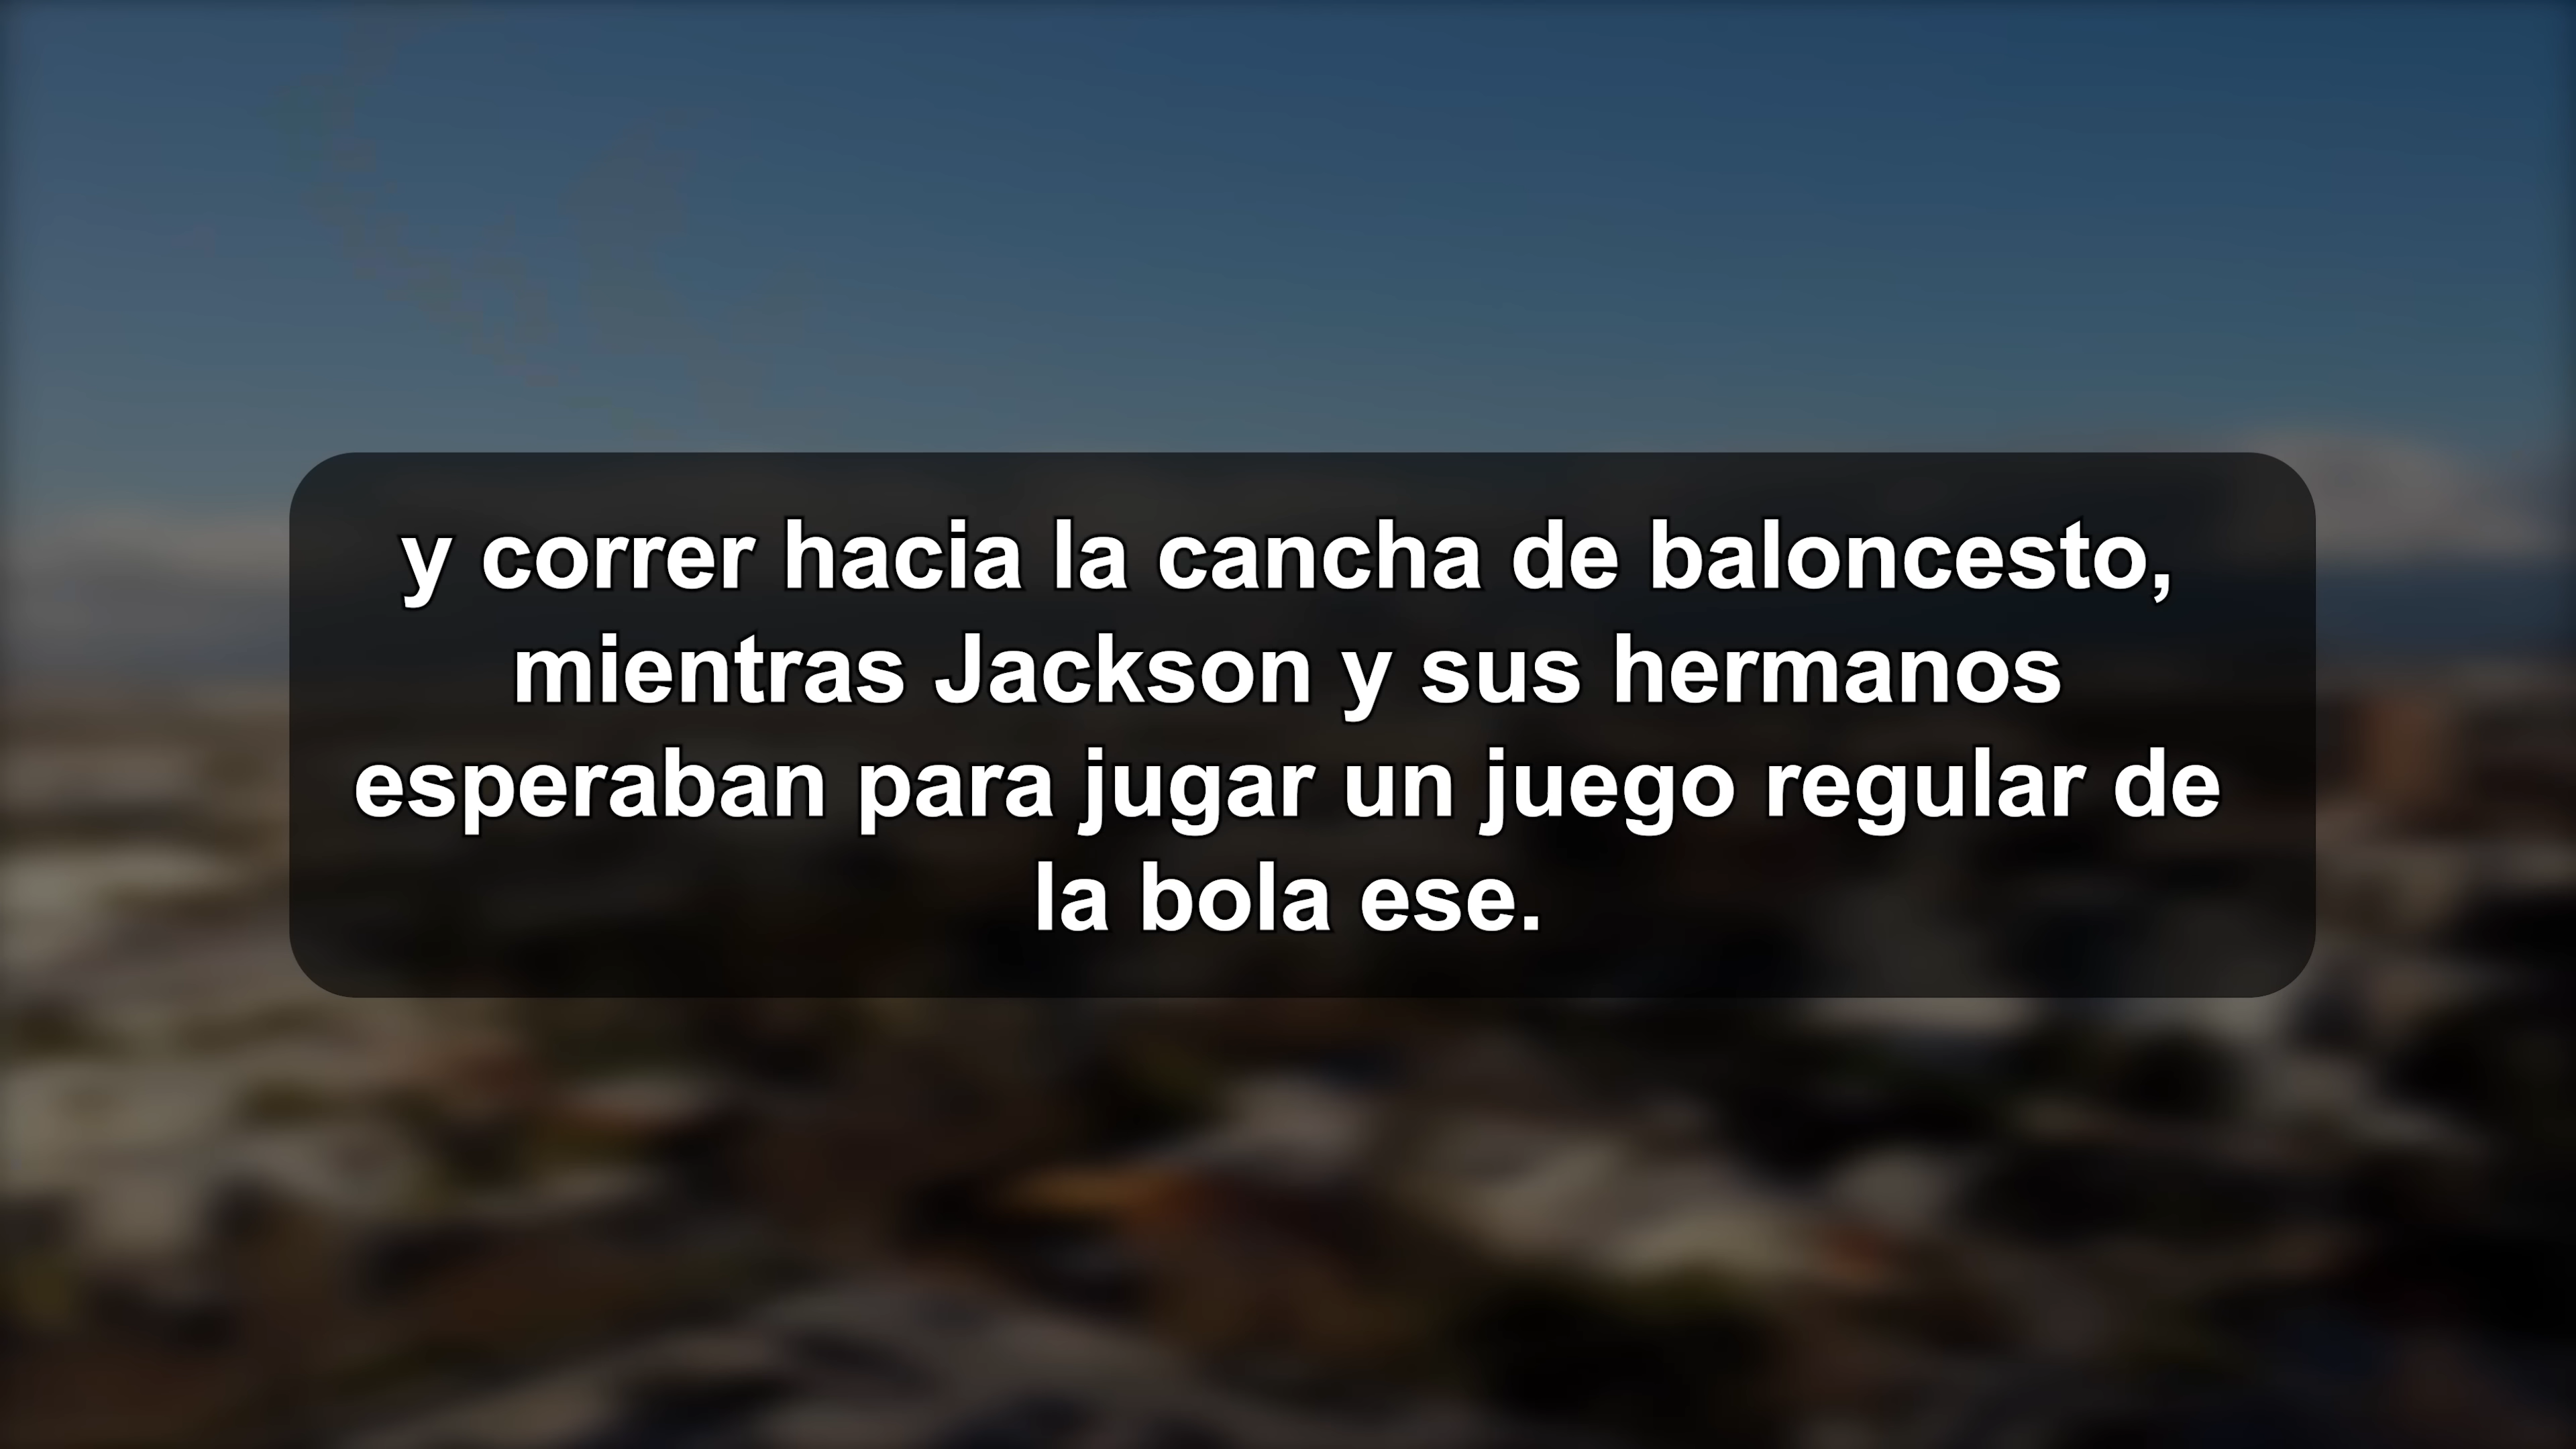 y correr hacia la cancha de baloncesto,
mientras Jackson y sus hermanos
esperaban para jugar un juego regular de
la bola ese.